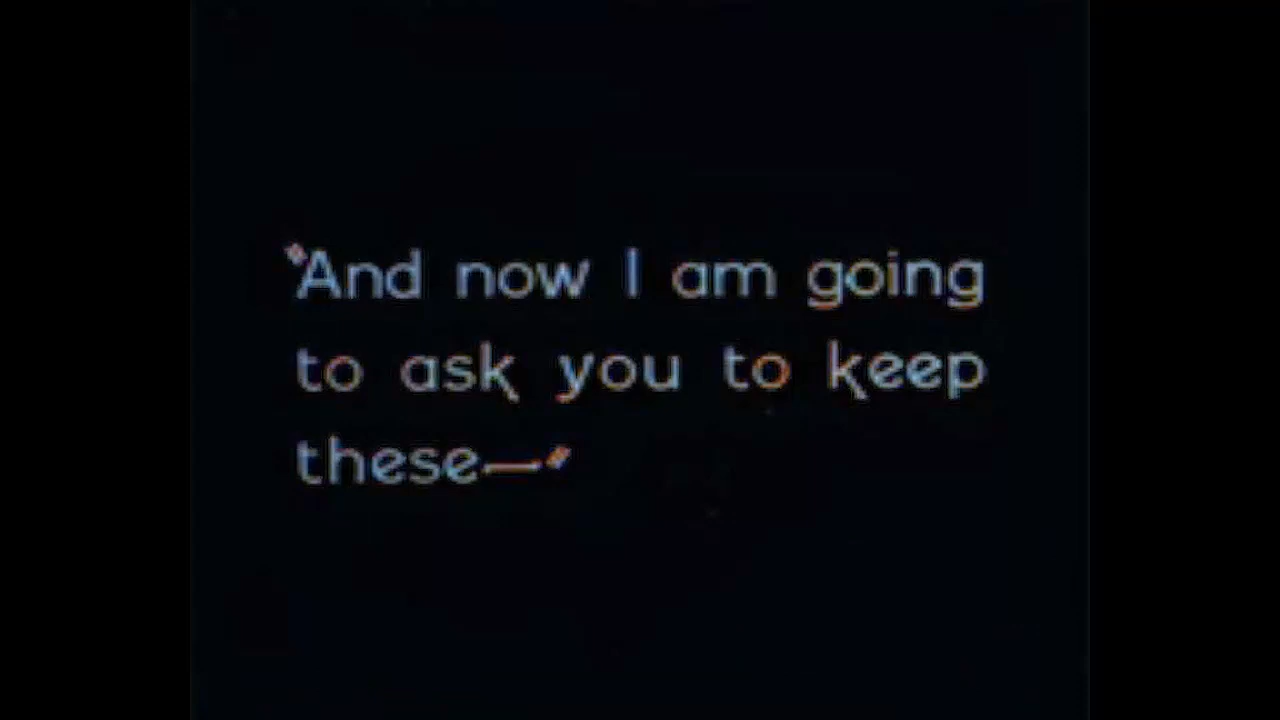 "And now I am going
to ask you to keep
these—"